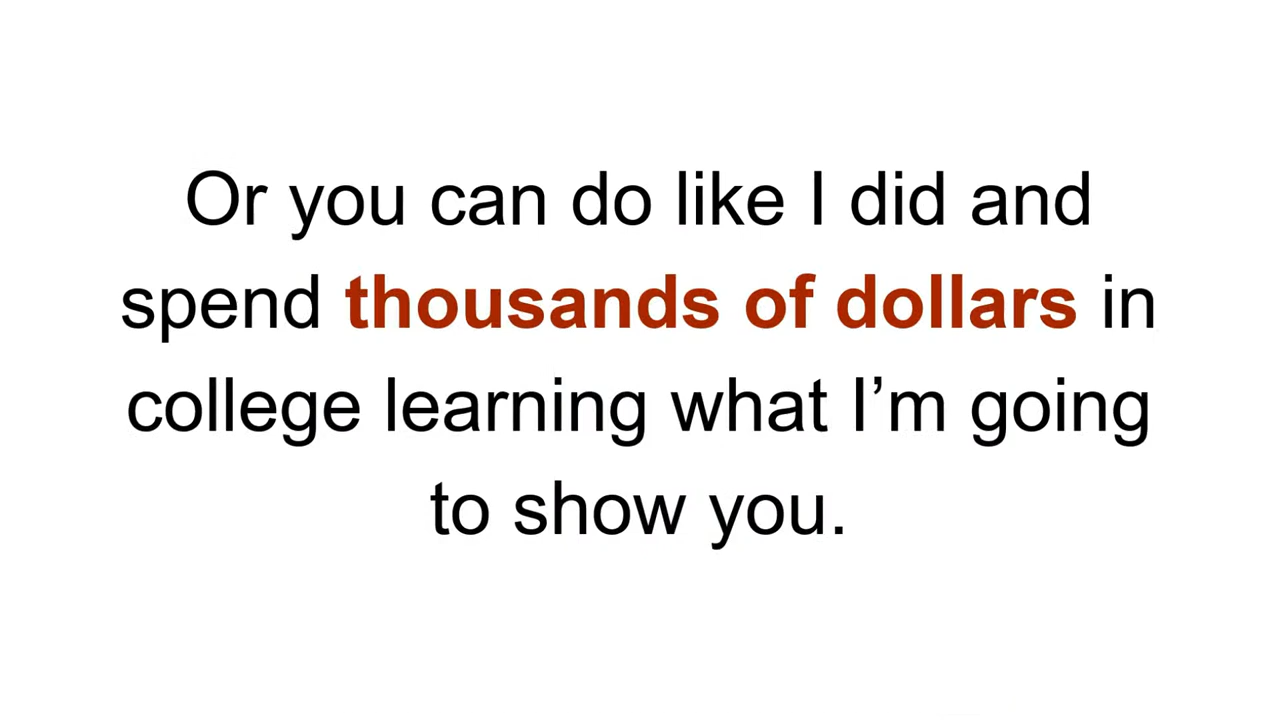 Or you can do like I did and
spend thousands of dollars in
college learning what I’m going
to show you.